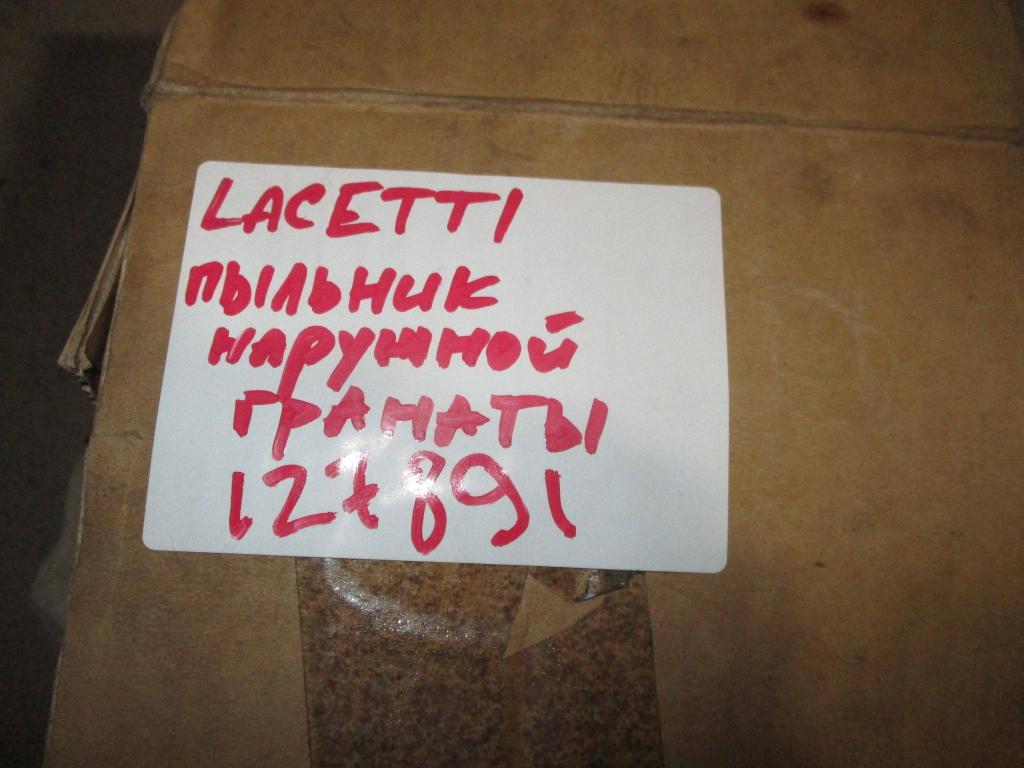 LACETTI
ПЫЛЬНИК
НАРУЖНОЙ
ГРАНАТЫ
127891